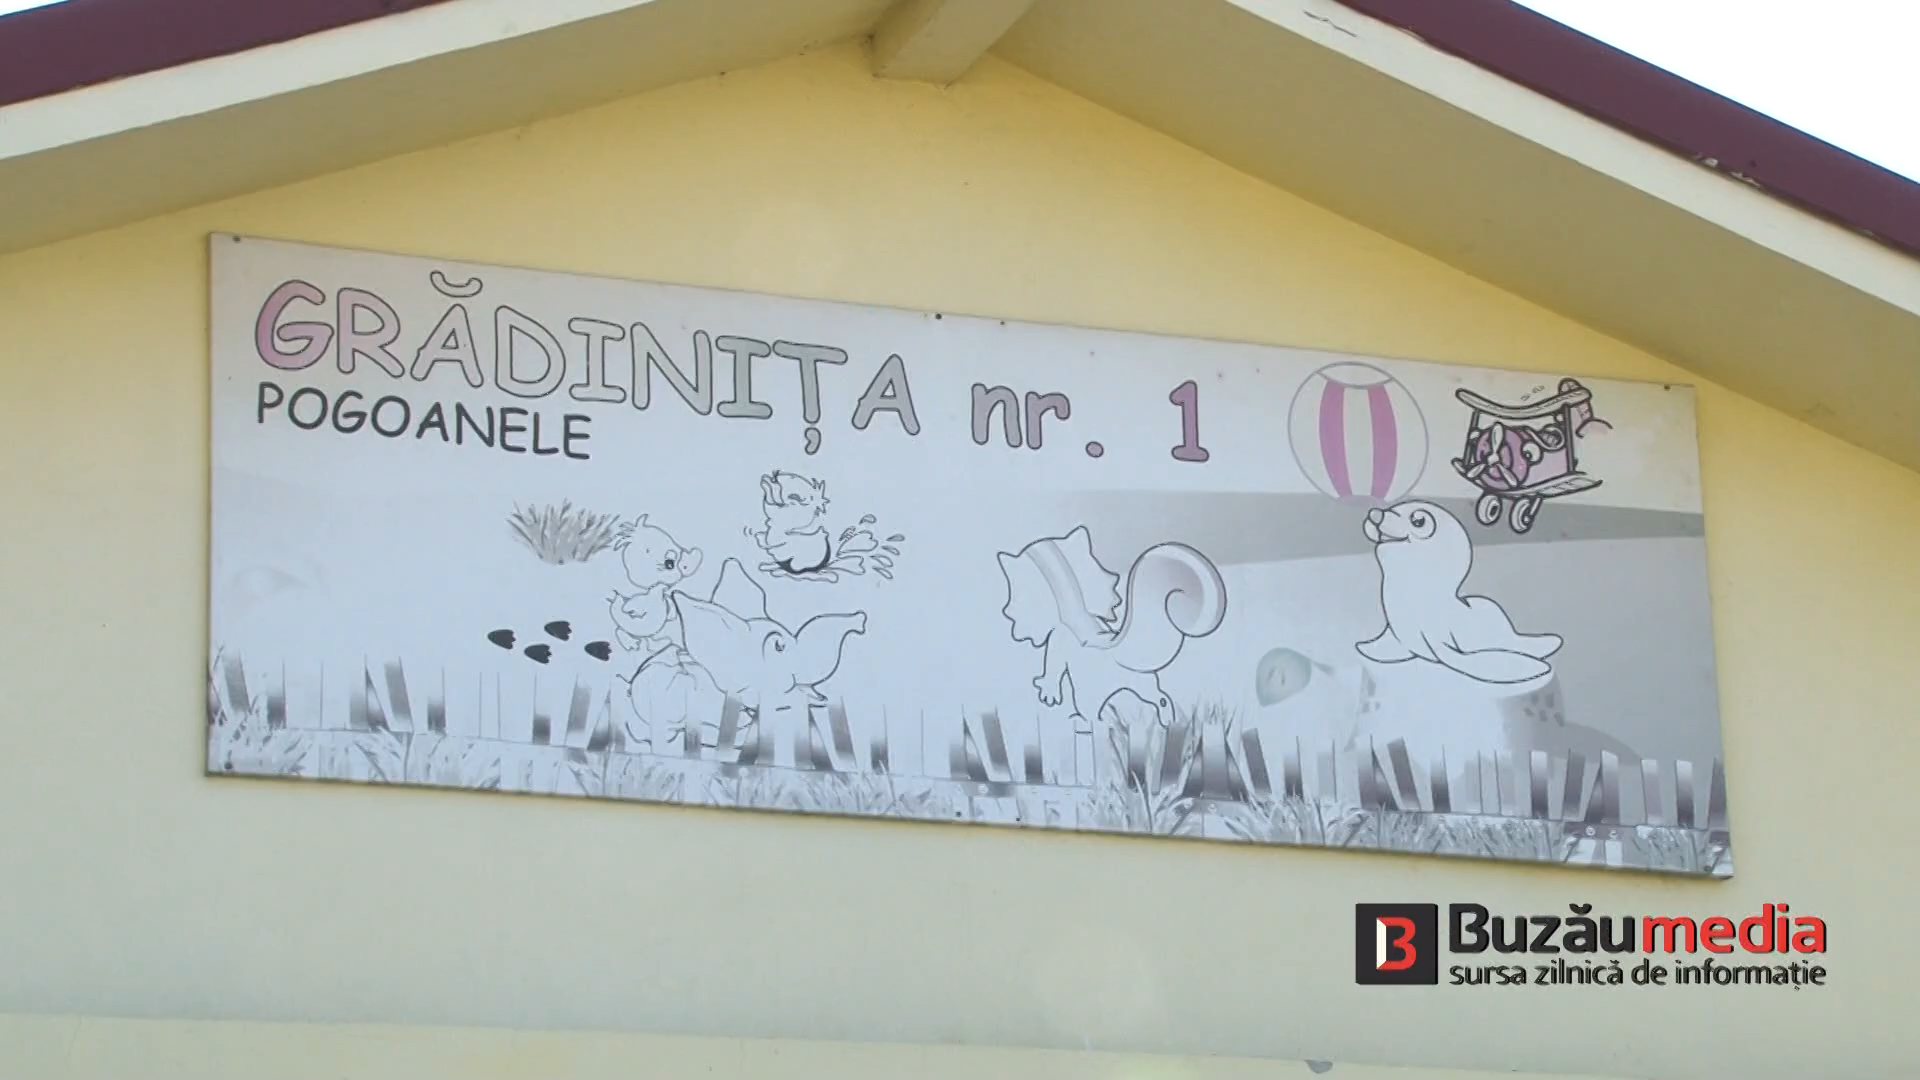 GRĂDINIȚA nr. 1
POGOANELE
B Buzăumedia
sursa zilnică de informație